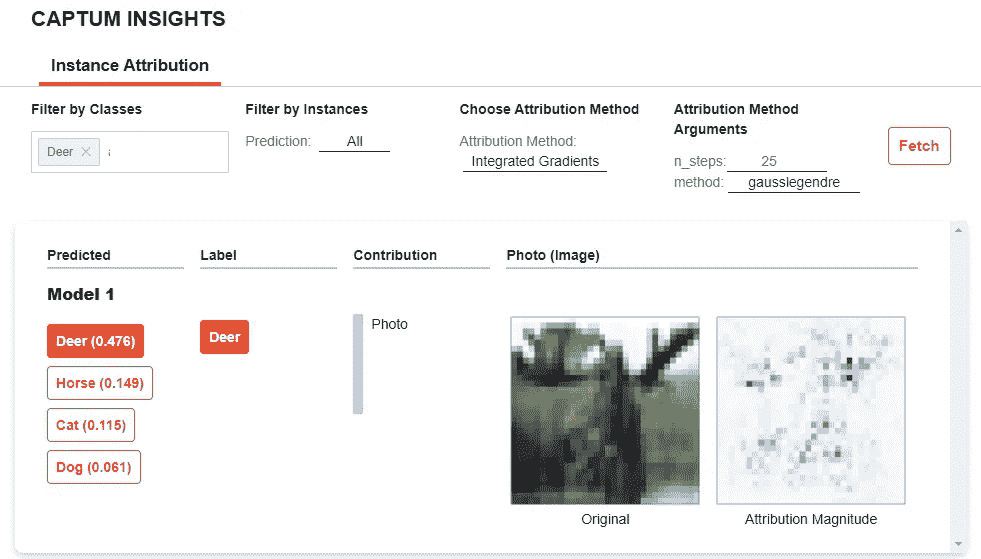 CAPTUM INSIGHTS
Instance Attribution
Filter by Classes
Deer
Filter by Instances
Prediction: All
Choose Attribution Method
Attribution Method:
Integrated Gradients
Attribution Method
Arguments
n_steps: 25
method: gausslegendre
Fetch
Predicted
Label
Contribution
Photo (Image)
Model 1
Deer (0.476)
Horse (0.149)
Cat (0.115)
Dog (0.061)
Deer
Photo
Original
Attribution Magnitude